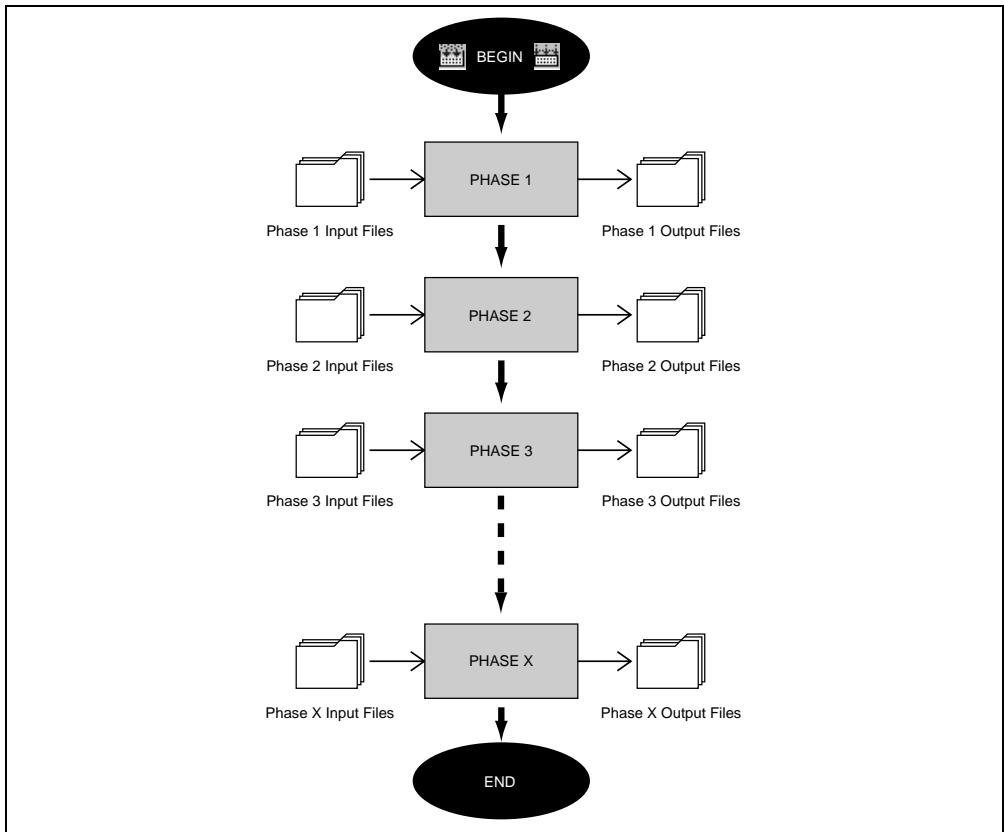 BEGIN
PHASE 1
Phase 1 Input Files
Phase 1 Output Files
PHASE 2
Phase 2 Input Files
Phase 2 Output Files
PHASE 3
Phase 3 Input Files
Phase 3 Output Files
PHASE X
Phase X Input Files
Phase X Output Files
END